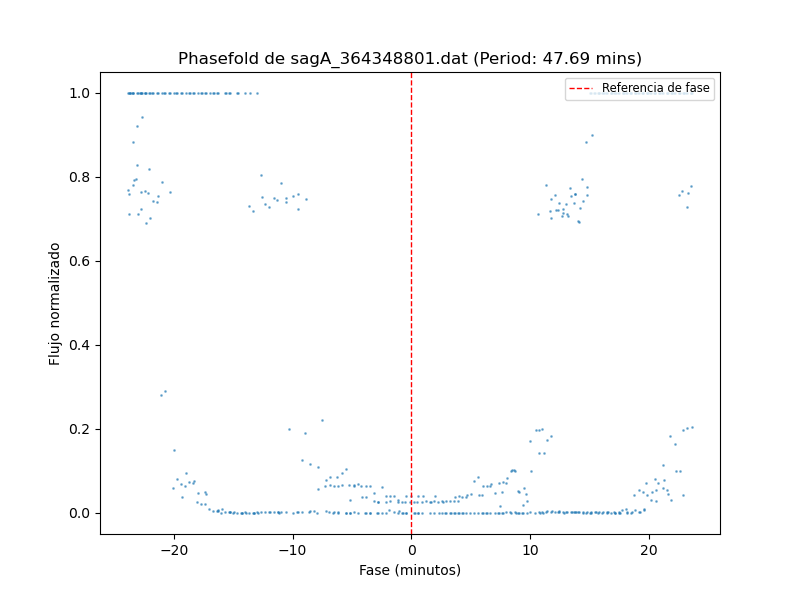 Phasefold de sagA_364348801.dat (Period: 47.69 mins)
Referencia de fase
Flujo normalizado
1.0
0.8
0.6
0.4
0.2
0.0
−20
−10
0
10
20
Fase (minutos)